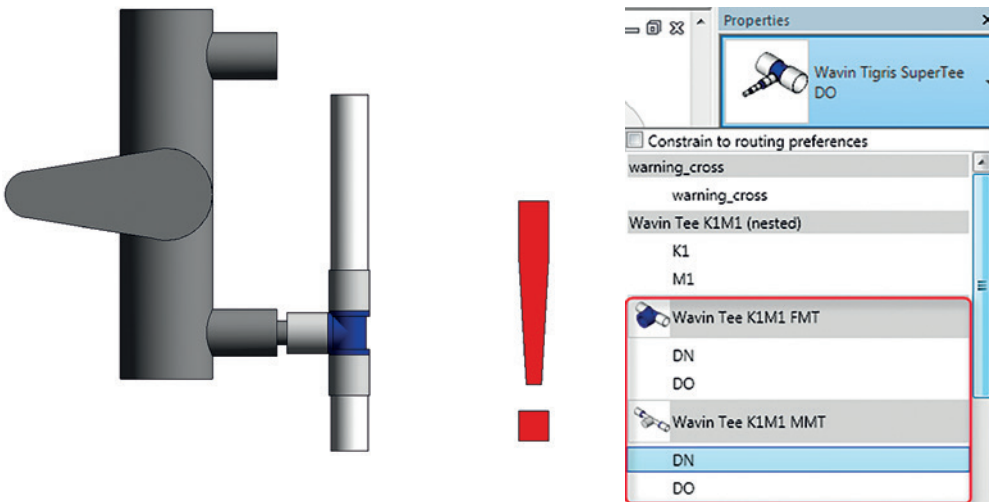 Properties
Wavin Tigris SuperTee
DO
Constrain to routing preferences
warning_cross
warning_cross
Wavin Tee K1M1 (nested)
K1
M1
Wavin Tee K1M1 FMT
DN
DO
Wavin Tee K1M1 MMT
DN
DO